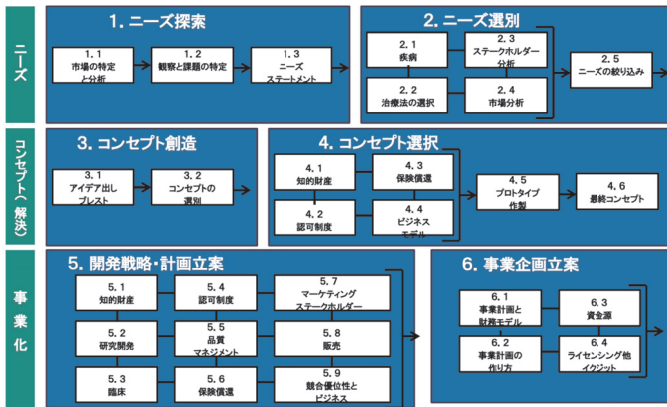 ニーズ
1. ニーズ探索
1. 1
市場の特定
と分析
1. 2
観察と課題の特定
1. 3
ニーズ
ステートメント
2. ニーズ選別
2. 1
疾病
2. 3
ステークホルダー
分析
2. 2
治療法の選択
2. 4
市場分析
2. 5
ニーズの絞り込み
コンセプト(解決)
3. コンセプト創造
3. 1
アイデア出し
ブレスト
3. 2
コンセプトの
選別
4. コンセプト選択
4. 1
知的財産
4. 3
保険償還
4. 2
認可制度
4. 4
ビジネス
モデル
4. 5
プロトタイプ
作製
4. 6
最終コンセプト
事業化
5. 開発戦略・計画立案
5. 1
知的財産
5. 4
認可制度
5. 7
マーケティング
ステークホルダー
5. 2
研究開発
5. 5
品質
マネジメント
5. 8
販売
5. 3
臨床
5. 6
保険償還
5. 9
競合優位性と
ビジネス
6. 事業企画立案
6. 1
事業計画と
財務モデル
6. 3
資金源
6. 2
事業計画の
作り方
6. 4
ライセンシング他
イクジット